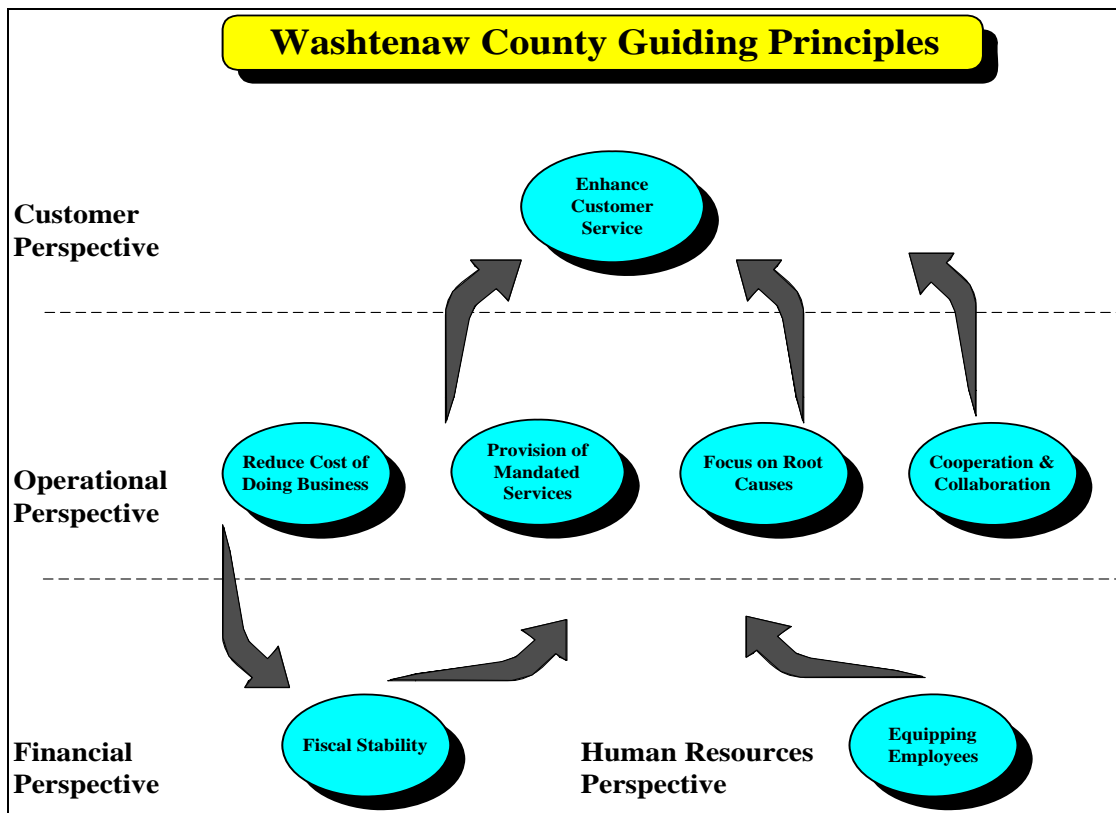 Washtenaw County Guiding Principles
Enhance
Customer
Service
Customer
Perspective
Reduce Cost of
Doing Business
Provision of
Mandated
Services
Focus on Root
Causes
Cooperation &
Collaboration
Operational
Perspective
Fiscal Stability
Equipping
Employees
Financial
Perspective
Human Resources
Perspective